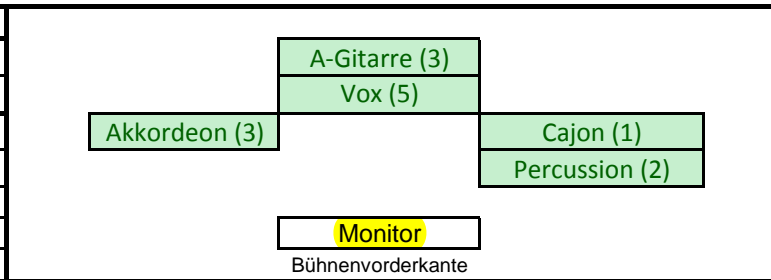 A-Gitarre (3)
Vox (5)
Akkordeon (3)
Cajon (1)
Percussion (2)
Monitor
Bühnenvorderkante